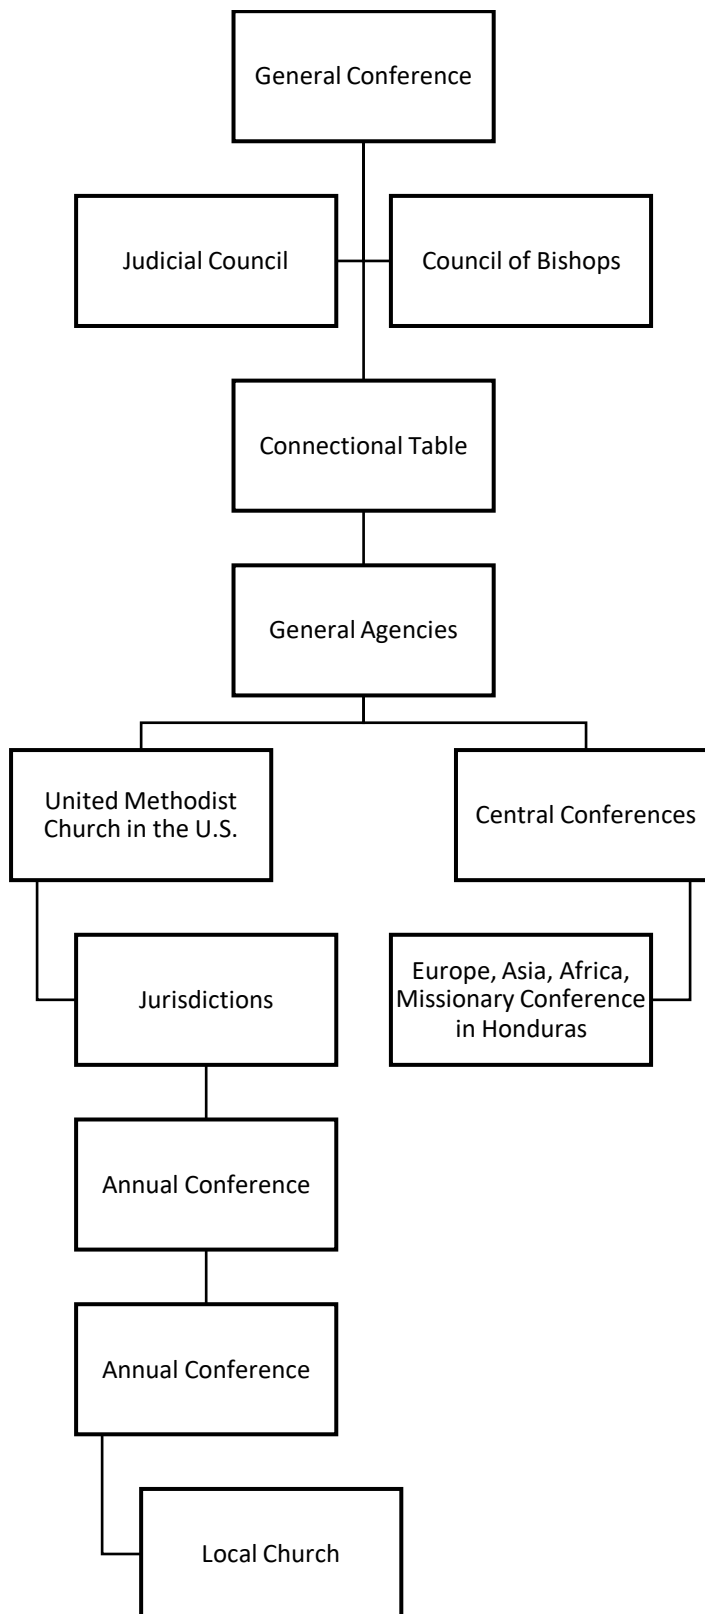 General Conference
Judicial Council
Council of Bishops
Connectional Table
General Agencies
United Methodist
Church in the U.S.
Central Conferences
Jurisdictions
Europe, Asia, Africa,
Missionary Conference
in Honduras
Annual Conference
Annual Conference
Local Church